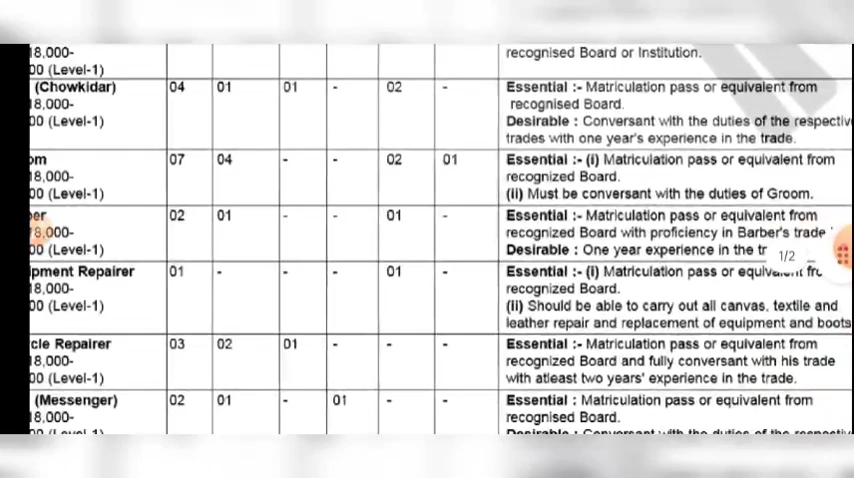 18,000- recognised Board or Institution.
00 (Level-1)
(Chowkidar) 04 01 01 - 02 - Essential :- Matriculation pass or equivalent from
18,000- recognised Board.
00 (Level-1) Desirable : Conversant with the duties of the respectiv
trades with one year's experience in the trade.
om 07 04 - - 02 01 Essential :- (i) Matriculation pass or equivalent from
18,000- recognized Board.
00 (Level-1) (ii) Must be conversant with the duties of Groom.
ber 02 01 - - 01 - Essential :- Matriculation pass or equivalent from
18,000- recognized Board with proficiency in Barber's trade
00 (Level-1) Desirable : One year experience in the tr
1/2
ipment Repairer 01 - - - 01 - Essential :- (i) Matriculation pass or equivalent fro
18,000- recognized Board.
00 (Level-1) (ii) Should be able to carry out all canvas, textile and
leather repair and replacement of equipment and boots
cle Repairer 03 02 01 - - - Essential :- Matriculation pass or equivalent from
18,000- recognized Board and fully conversant with his trade
00 (Level-1) with atleast two years' experience in the trade.
(Messenger) 02 01 - 01 - - Essential : Matriculation pass or equivalent from
18,000- recognised Board.
00 (Level-1) Desirable : Conversant with the duties of the respectiv